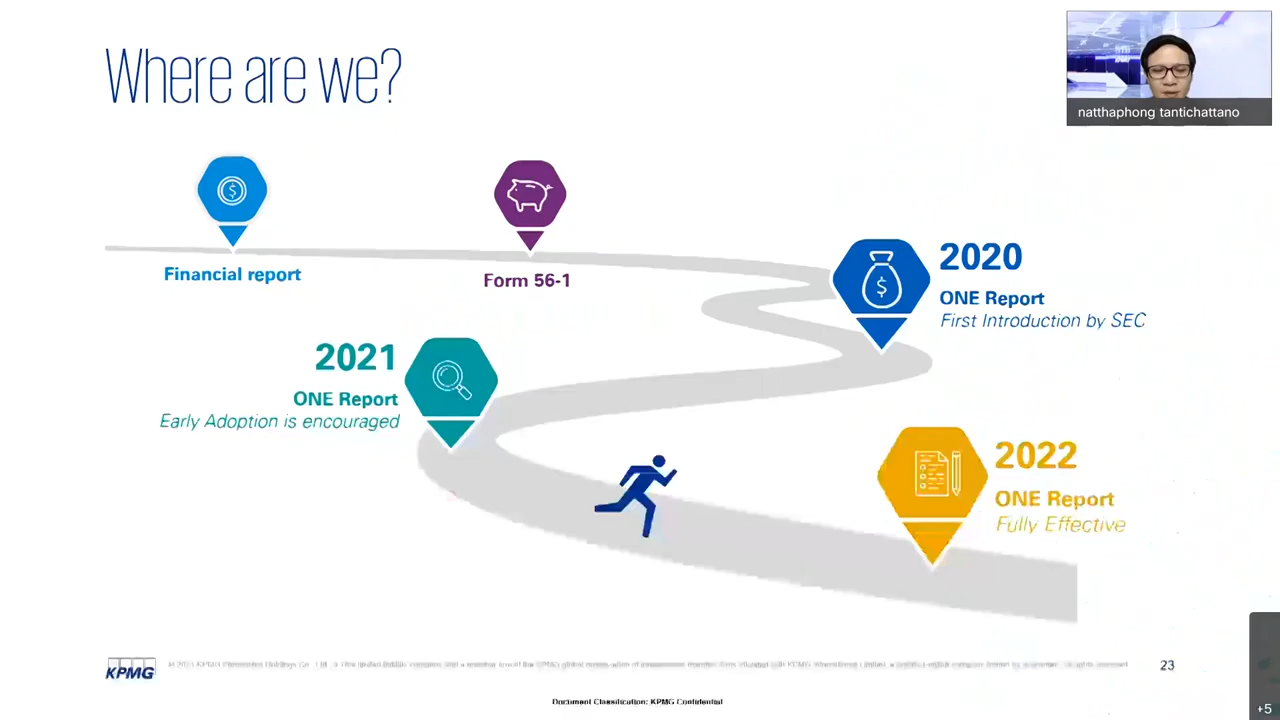 Where are we?
natthaphong tantichattano
Financial report
Form 56-1
2020
ONE Report
First Introduction by SEC
2021
ONE Report
Early Adoption is encouraged
2022
ONE Report
Fully Effective
KPMG
23
Document Classification: KPMG Confidential
+5